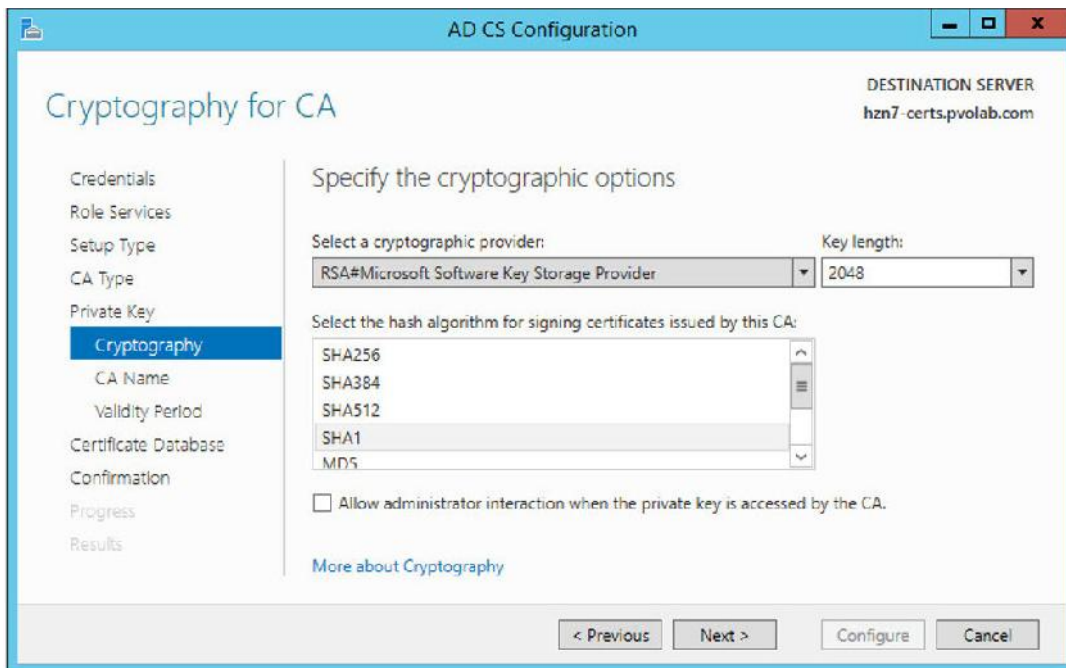 AD CS Configuration
Cryptography for CA
DESTINATION SERVER
hzn7-certs.pvolab.com
Credentials
Role Services
Setup Type
CA Type
Private Key
Cryptography
CA Name
Validity Period
Certificate Database
Confirmation
Progress
Results
Specify the cryptographic options
Select a cryptographic provider:
Key length:
RSA#Microsoft Software Key Storage Provider
2048
Select the hash algorithm for signing certificates issued by this CA:
SHA256
SHA384
SHA512
SHA1
MD5
Allow administrator interaction when the private key is accessed by the CA.
More about Cryptography
< Previous
Next >
Configure
Cancel